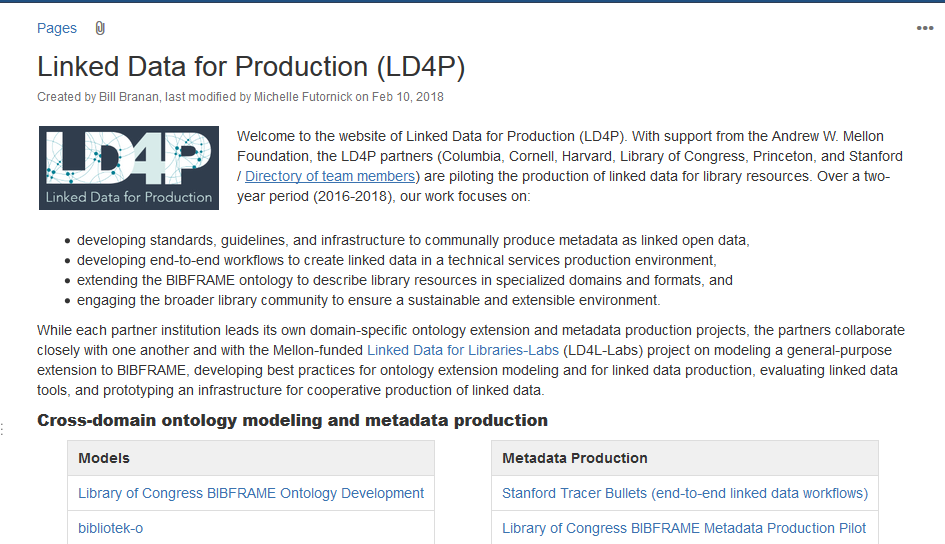 Pages
Linked Data for Production (LD4P)
Created by Bill Branan, last modified by Michelle Futornick on Feb 10, 2018
LD4P
Linked Data for Production
Welcome to the website of Linked Data for Production (LD4P). With support from the Andrew W. Mellon
Foundation, the LD4P partners (Columbia, Cornell, Harvard, Library of Congress, Princeton, and Stanford
/ Directory of team members) are piloting the production of linked data for library resources. Over a two-
year period (2016-2018), our work focuses on:
• developing standards, guidelines, and infrastructure to communally produce metadata as linked open data,
• developing end-to-end workflows to create linked data in a technical services production environment,
• extending the BIBFRAME ontology to describe library resources in specialized domains and formats, and
• engaging the broader library community to ensure a sustainable and extensible environment.
While each partner institution leads its own domain-specific ontology extension and metadata production projects, the partners collaborate
closely with one another and with the Mellon-funded Linked Data for Libraries-Labs (LD4L-Labs) project on modeling a general-purpose
extension to BIBFRAME, developing best practices for ontology extension modeling and for linked data production, evaluating linked data
tools, and prototyping an infrastructure for cooperative production of linked data.
Cross-domain ontology modeling and metadata production
Models
Library of Congress BIBFRAME Ontology Development
bibliotek-o
Metadata Production
Stanford Tracer Bullets (end-to-end linked data workflows)
Library of Congress BIBFRAME Metadata Production Pilot